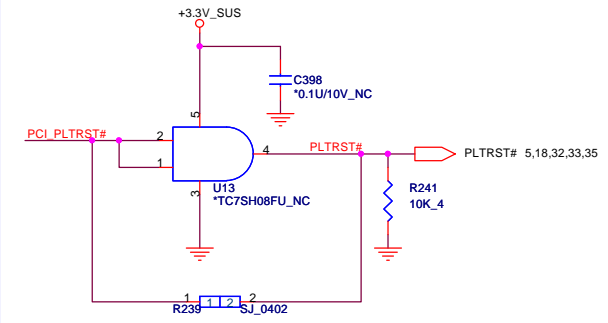 +3.3V_SUS
C398
*0.1U/10V_NC
5
PCI_PLTRST#
2
1
4
PLTRST#
PLTRST# 5,18,32,33,35
U13
*TC7SH08FU_NC
3
R241
10K_4
1
1 2
2
R239
SJ_0402